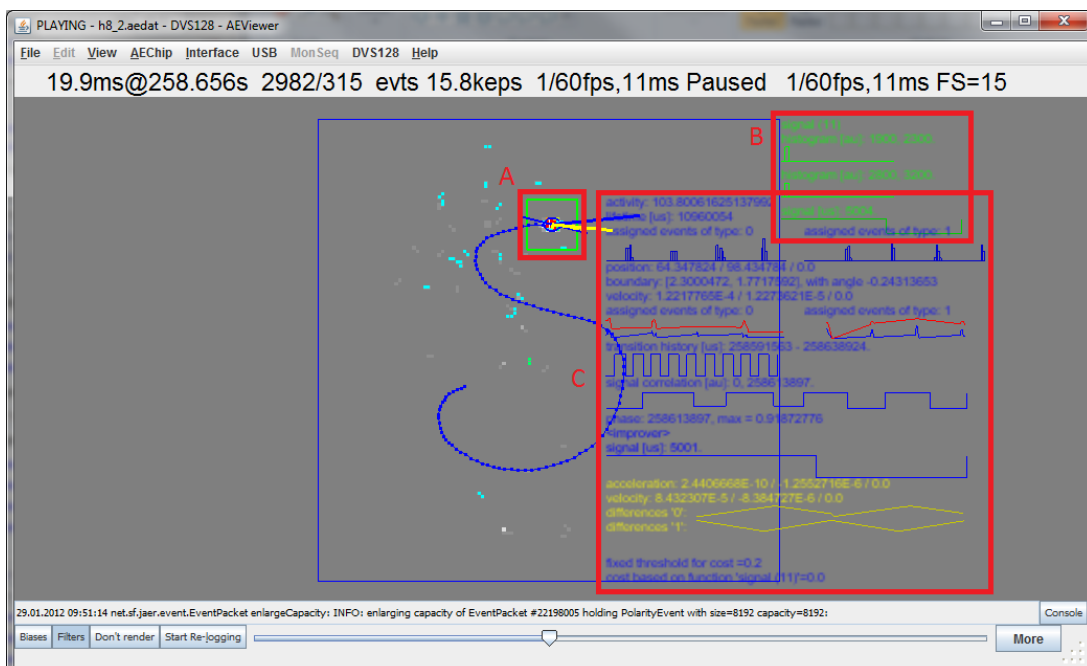 PLAYING - h8_2.aedat - DVS128 - AEViewer
File Edit View AEChip Interface USB MonSeq DVS128 Help
19.9ms@258.656s 2982/315 evts 15.8keps 1/60fps,11ms Paused 1/60fps,11ms FS=15
B
signal (11)
histogram [au]: 1900, 2300.
A
histogram [au]: 2800, 3200.
activity: 103.80061625137992
signal [us]: 5004.
lifetime [us]: 10960054
assigned events of type: 0 assigned events of type: 1
position: 64.347824 / 98.434784 / 0.0
boundary: [2.3000472, 1.7717592], with angle -0.24313653
velocity: 1.2217765E-4 / 1.2273621E-5 / 0.0
assigned events of type: 0 assigned events of type: 1
transition history [us]: 258591563 - 258638924.
C
signal correlation [au]: 0, 258613897.
phase: 258613897, max = 0.91872776
<improver>
signal [us]: 5001.
acceleration: 2.4406668E-10 / -1.2552716E-6 / 0.0
velocity: 8.432307E-5 / -8.384727E-6 / 0.0
differences '0':
differences '1':
fixed threshold for cost =0.2
cost based on function 'signal (11)'=0.0
29.01.2012 09:51:14 net.sf.jaer.event.EventPacket enlargeCapacity: INFO: enlarging capacity of EventPacket #22198005 holding PolarityEvent with size=8192 capacity=8192:
Console
Biases Filters Don't render Start Re-logging More